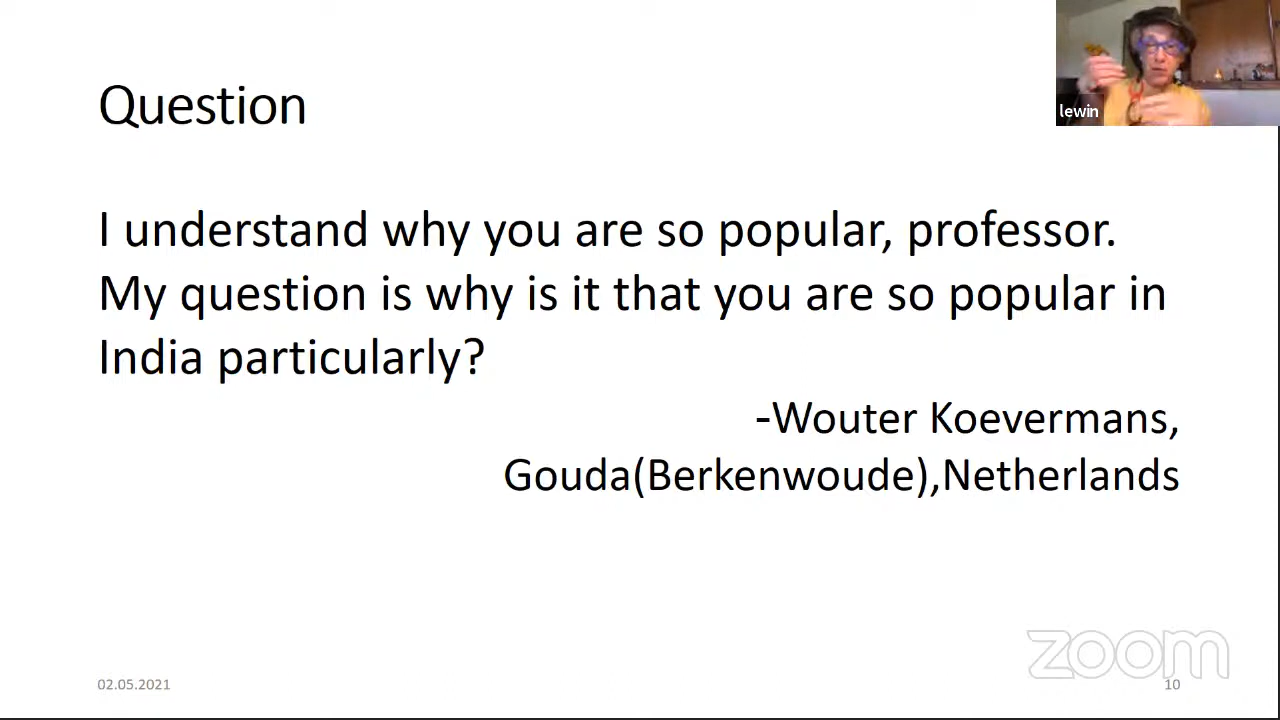 lewin
Question
I understand why you are so popular, professor.
My question is why is it that you are so popular in
India particularly?
-Wouter Koevermans,
Gouda(Berkenwoude),Netherlands
zoom
02.05.2021
10